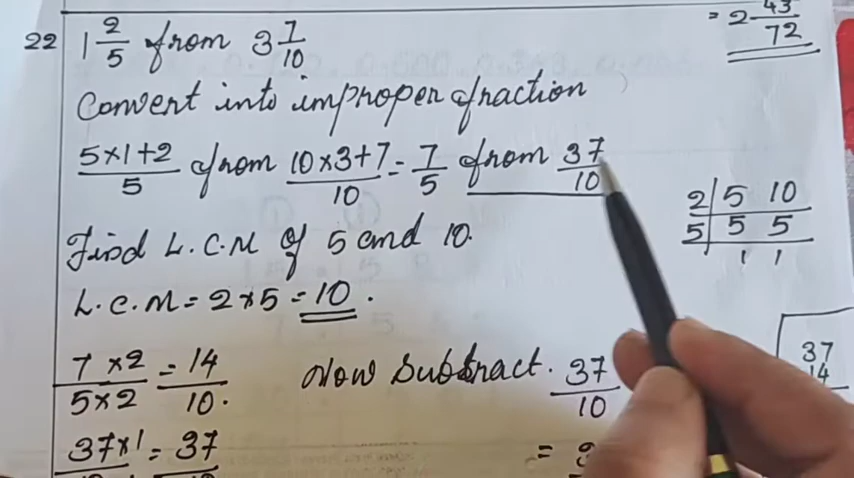 = 2 43/72
22 1 2/5 from 3 7/10
Convert into improper fraction
5×1+2/5 from 10×3+7/10 = 7/5 from 37/10
2 | 5 10
5 | 5 5
1 1
Find L.C.M of 5 and 10.
L.C.M = 2×5 = 10.
7×2/5×2 = 14/10. Now subtract. 37/10
37
14
37×1 = 37
=